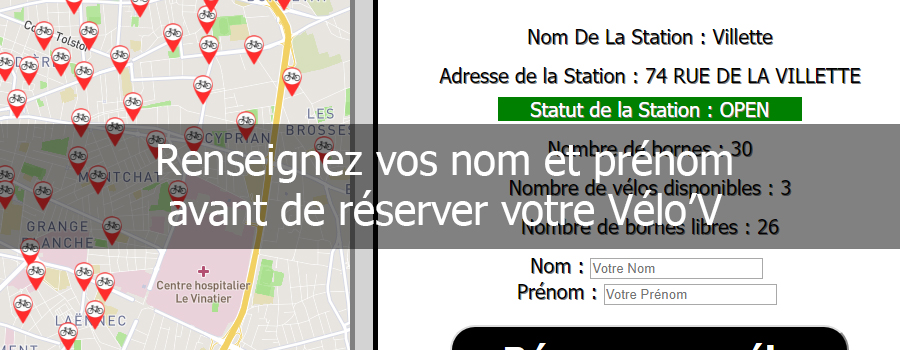 Cours Tolstoï
CYPRIAN
LES
BROSSES
MONTCHAT
GRANGE
BLANCHE
Centre hospitalier
Le Vinatier
LAËNNEC
Nom De La Station : Villette
Adresse de la Station : 74 RUE DE LA VILLETTE
Statut de la Station : OPEN
Nombre de bornes : 30
Renseignez vos nom et prénom
Nombre de vélos disponibles : 3
avant de réserver votre Vélo’V
Nombre de bornes libres : 26
Nom : Votre Nom
Prénom : Votre Prénom